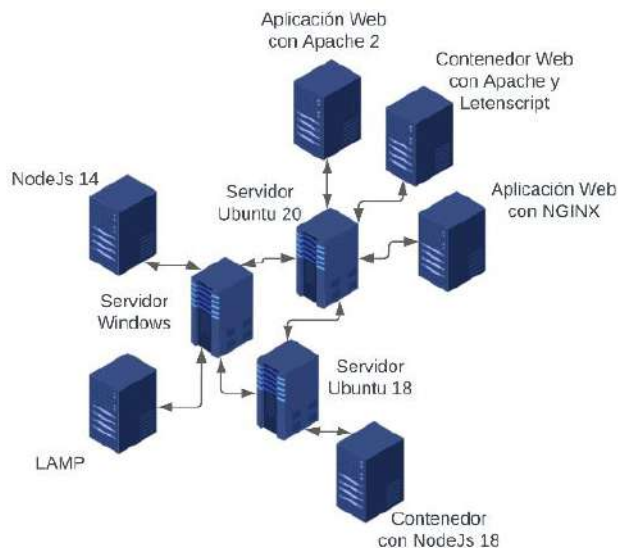 Aplicación Web
con Apache 2
Contenedor Web
con Apache y
Letenscript
NodeJs 14
Servidor
Ubuntu 20
Aplicación Web
con NGINX
Servidor
Windows
Servidor
Ubuntu 18
LAMP
Contenedor
con NodeJs 18